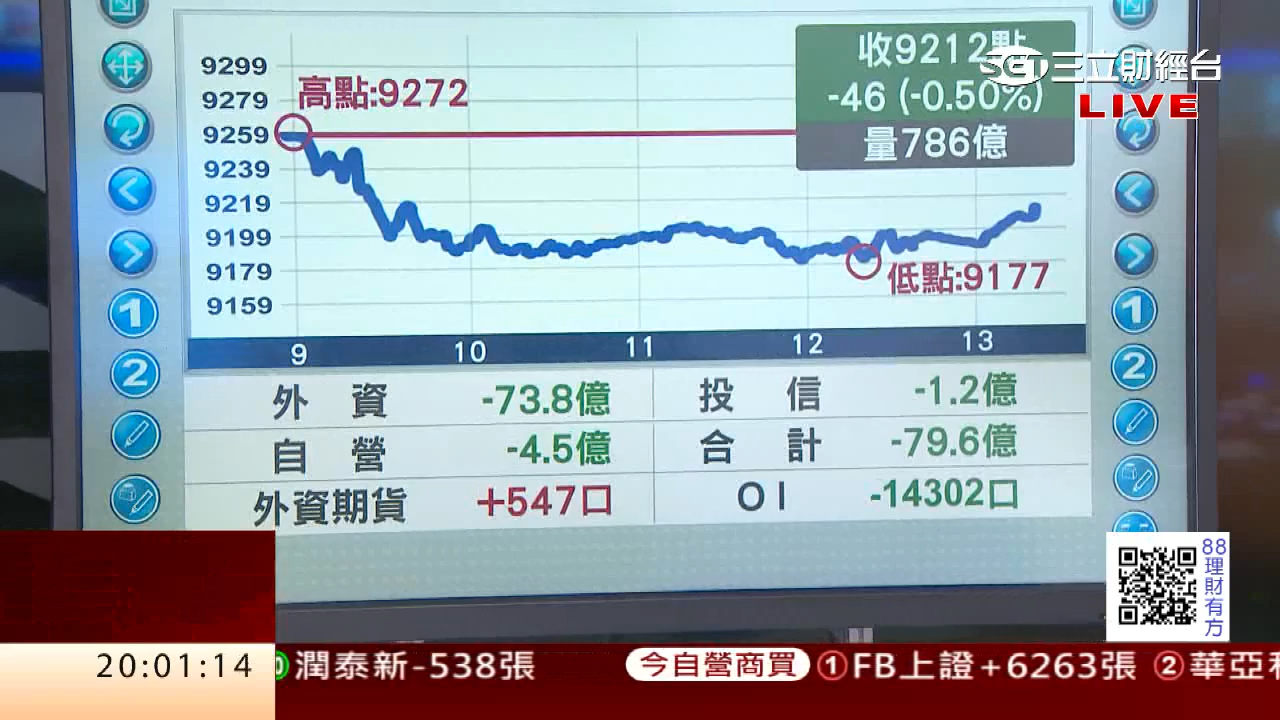 收9212點
三立財經台
-46 (-0.50%)
LIVE
量786億
9299
9279
9259
9239
9219
9199
9179
9159
高點:9272
低點:9177
9 10 11 12 13
1
2
1
2
外資 -73.8億 投信 -1.2億
自營 -4.5億 合計 -79.6億
外資期貨 +547口 OI -14302口
88理財有方
20:01:14
潤泰新-538張 今自營商買 ①FB上證+6263張 ②華亞